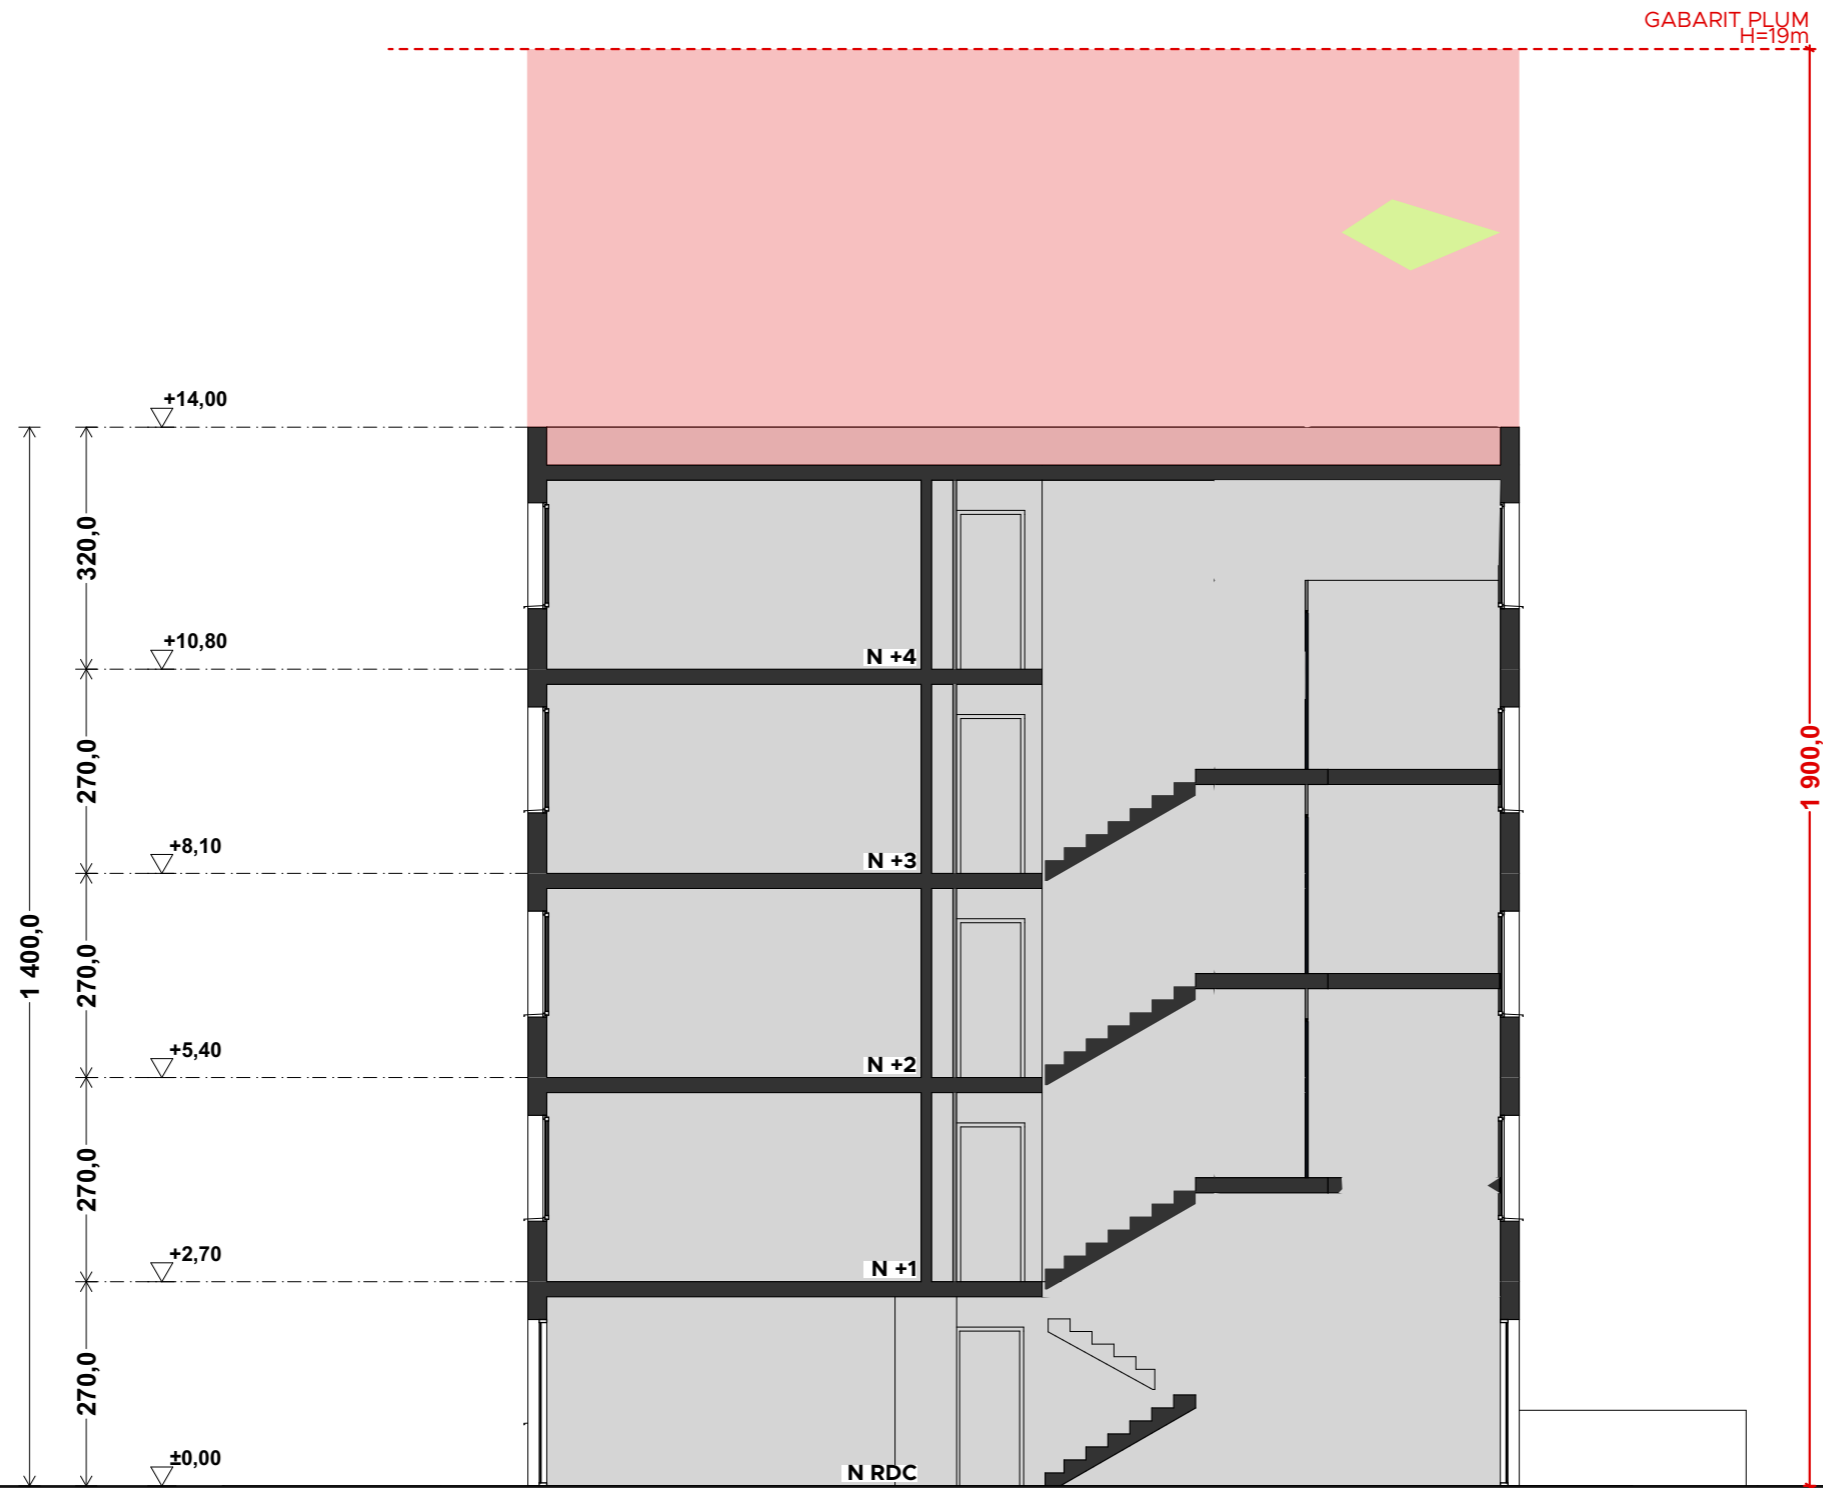 GABARIT PLUM
H=19m
+14,00
320,0
+10,80
N +4
270,0
1 900,0
+8,10
N +3
1 400,0
270,0
+5,40
N +2
270,0
+2,70
N +1
270,0
±0,00
N RDC